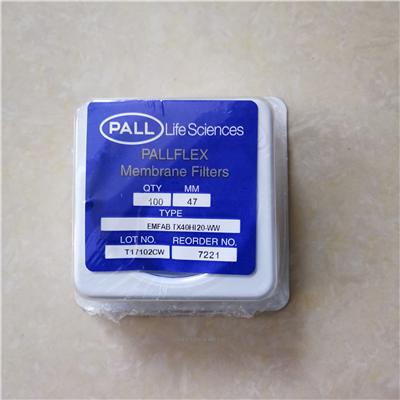 PALL Life Sciences
PALLFLEX
Membrane Filters
QTY MM
100 47
TYPE
EMFAB TX40HI20-WW
LOT NO. REORDER NO.
T17102CW 7221